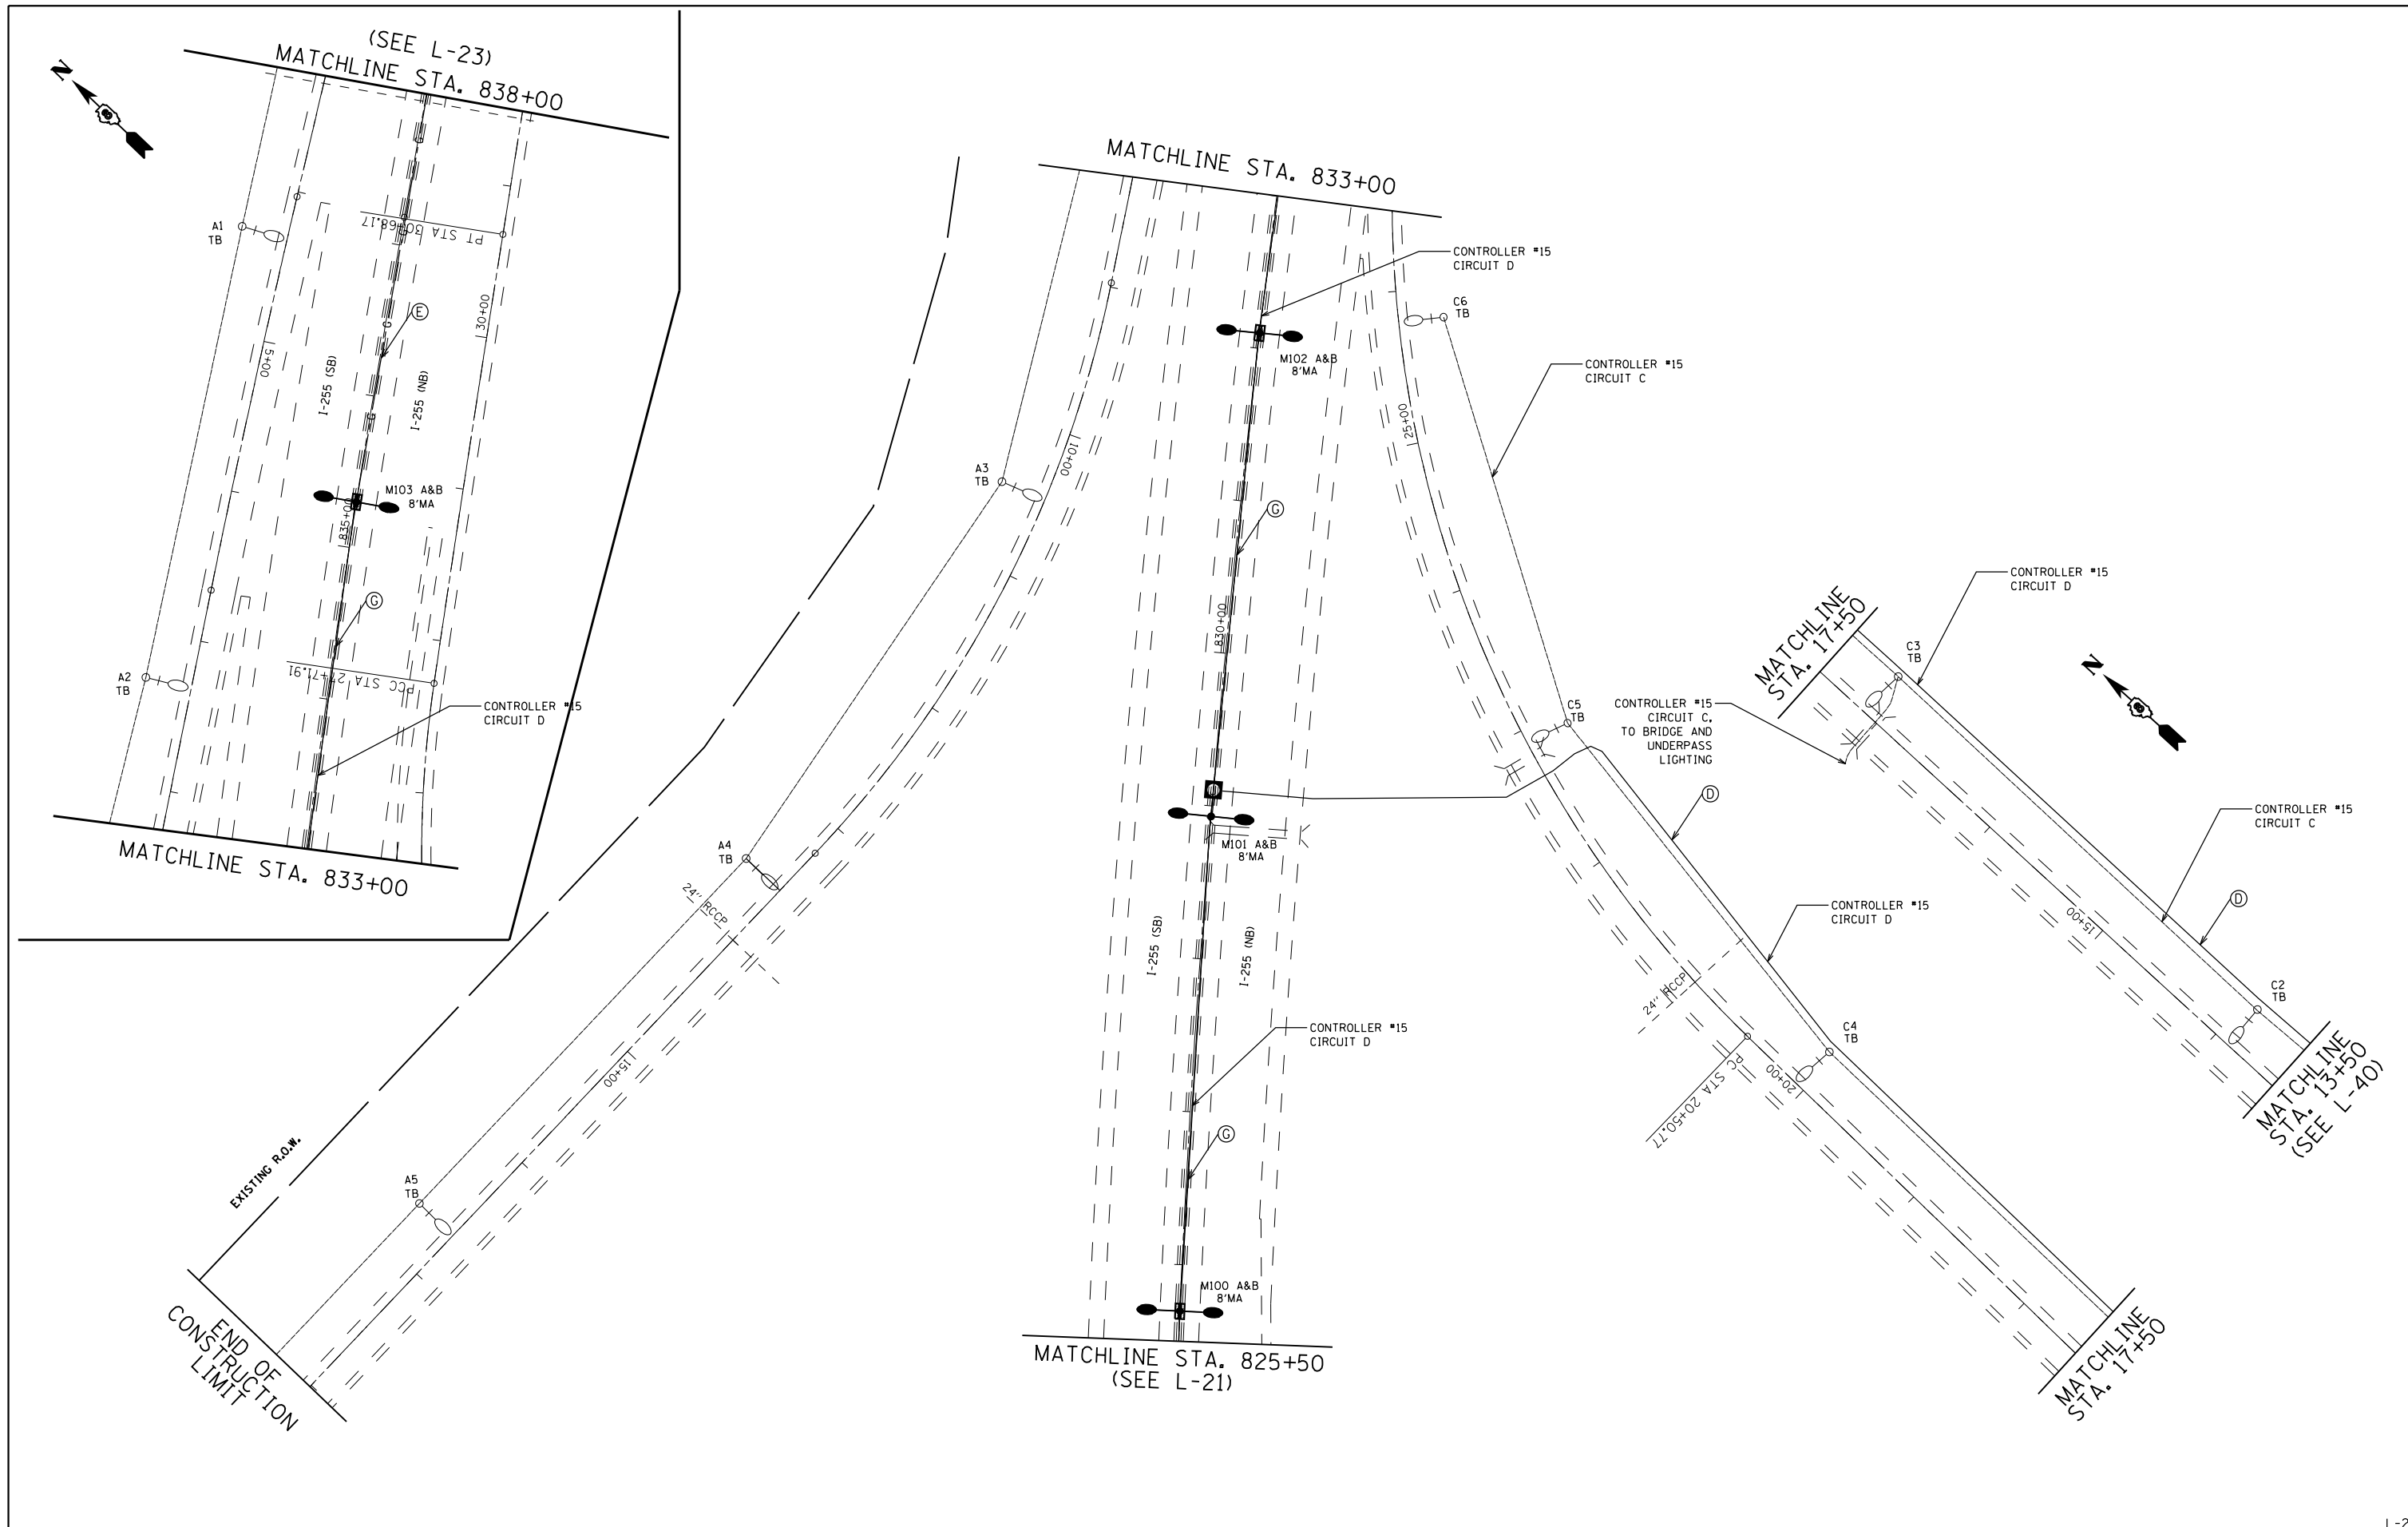 (SEE L-23)
MATCHLINE STA. 838+00
N
A1
TB
PT STA 30+68.17
E
30+00
5+00
I-255 (SB)
I-255 (NB)
M103 A&B
8'MA
835+00
G
A2
TB
PCC STA 27+71.91
CONTROLLER #15
CIRCUIT D
MATCHLINE STA. 833+00
MATCHLINE STA. 833+00
CONTROLLER #15
CIRCUIT D
C6
TB
M102 A&B
8'MA
CONTROLLER #15
CIRCUIT C
25+00
10+00
A3
TB
G
830+00
C5
TB
M101 A&B
8'MA
A4
TB
24" RCCP
I-255 (SB)
I-255 (NB)
D
CONTROLLER #15
CIRCUIT D
24" RCCP
C4
TB
PC STA 20+50.77
20+00
CONTROLLER #15
CIRCUIT D
G
15+00
EXISTING R.O.W.
A5
TB
M100 A&B
8'MA
END OF
CONSTRUCTION
LIMIT
MATCHLINE STA. 825+50
(SEE L-21)
MATCHLINE
STA. 17+50
MATCHLINE
STA. 17+50
CONTROLLER #15
CIRCUIT D
C3
TB
N
CONTROLLER #15
CIRCUIT C,
TO BRIDGE AND
UNDERPASS
LIGHTING
CONTROLLER #15
CIRCUIT C
D
15+00
C2
TB
MATCHLINE
STA. 13+50
(SEE L-40)